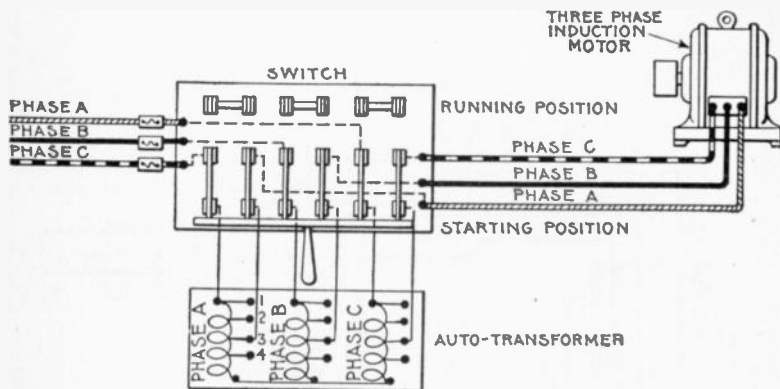 THREE PHASE
INDUCTION
MOTOR
SWITCH
PHASE A
PHASE B
PHASE C
RUNNING POSITION
PHASE C
PHASE B
PHASE A
STARTING POSITION
PHASE A
1
2
3
4
PHASE B
PHASE C
AUTO-TRANSFORMER